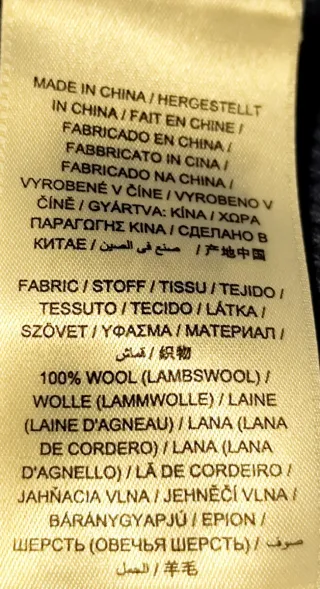 MADE IN CHINA / HERGESTELLT
IN CHINA / FAIT EN CHINE /
FABRICADO EN CHINA /
FABBRICATO IN CINA /
FABRICADO NA CHINA /
VYROBENÉ V ČÍNE / VYROBENO V
ČÍNĚ / GYÁRTVA: KÍNA / ΧΩΡΑ
ΠΑΡΑΓΩΓΗΣ ΚΙΝΑ / СДЕЛАНО В
КИТАЕ / صنع في الصين / 产地中国
FABRIC / STOFF / TISSU / TEJIDO /
TESSUTO / TECIDO / LÁTKA /
SZÖVET / ΥΦΑΣΜΑ / МАТЕРИАЛ /
قماش / 织物
100% WOOL (LAMBSWOOL) /
WOLLE (LAMMWOLLE) / LAINE
(LAINE D'AGNEAU) / LANA (LANA
DE CORDERO) / LANA (LANA
D'AGNELLO) / LÃ DE CORDEIRO /
JAHŇACIA VLNA / JEHNĚČÍ VLNA /
BÁRÁNYGYAPJÚ / ΕΡΙΟΝ /
ШЕРСТЬ (ОВЕЧЬЯ ШЕРСТЬ) / صوف
الحمل / 羊毛